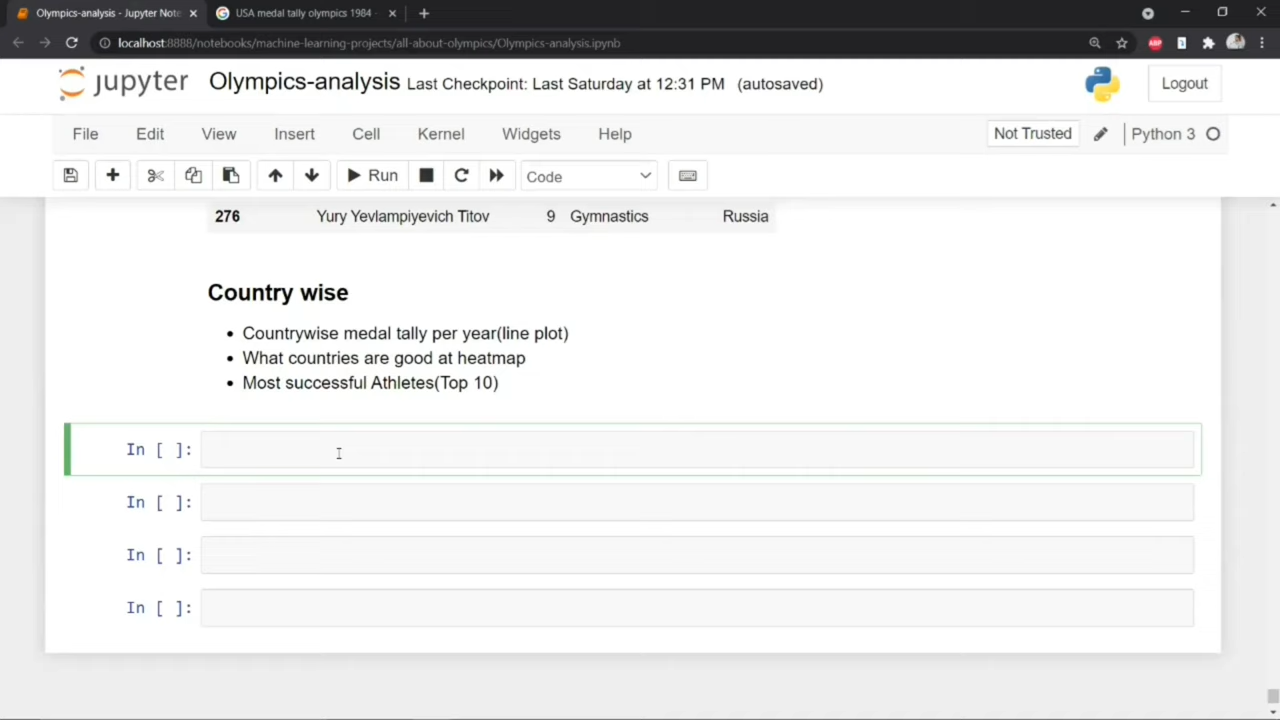 Olympics-analysis - Jupyter Note
USA medal tally olympics 1984 -
localhost:8888/notebooks/machine-learning-projects/all-about-olympics/Olympics-analysis.ipynb
ABP
jupyter Olympics-analysis Last Checkpoint: Last Saturday at 12:31 PM (autosaved)
Logout
File Edit View Insert Cell Kernel Widgets Help
Not Trusted
Python 3
Run
Code
276 Yury Yevlampiyevich Titov 9 Gymnastics Russia
Country wise
• Countrywise medal tally per year(line plot)
• What countries are good at heatmap
• Most successful Athletes(Top 10)
In [ ]:
In [ ]:
In [ ]:
In [ ]: